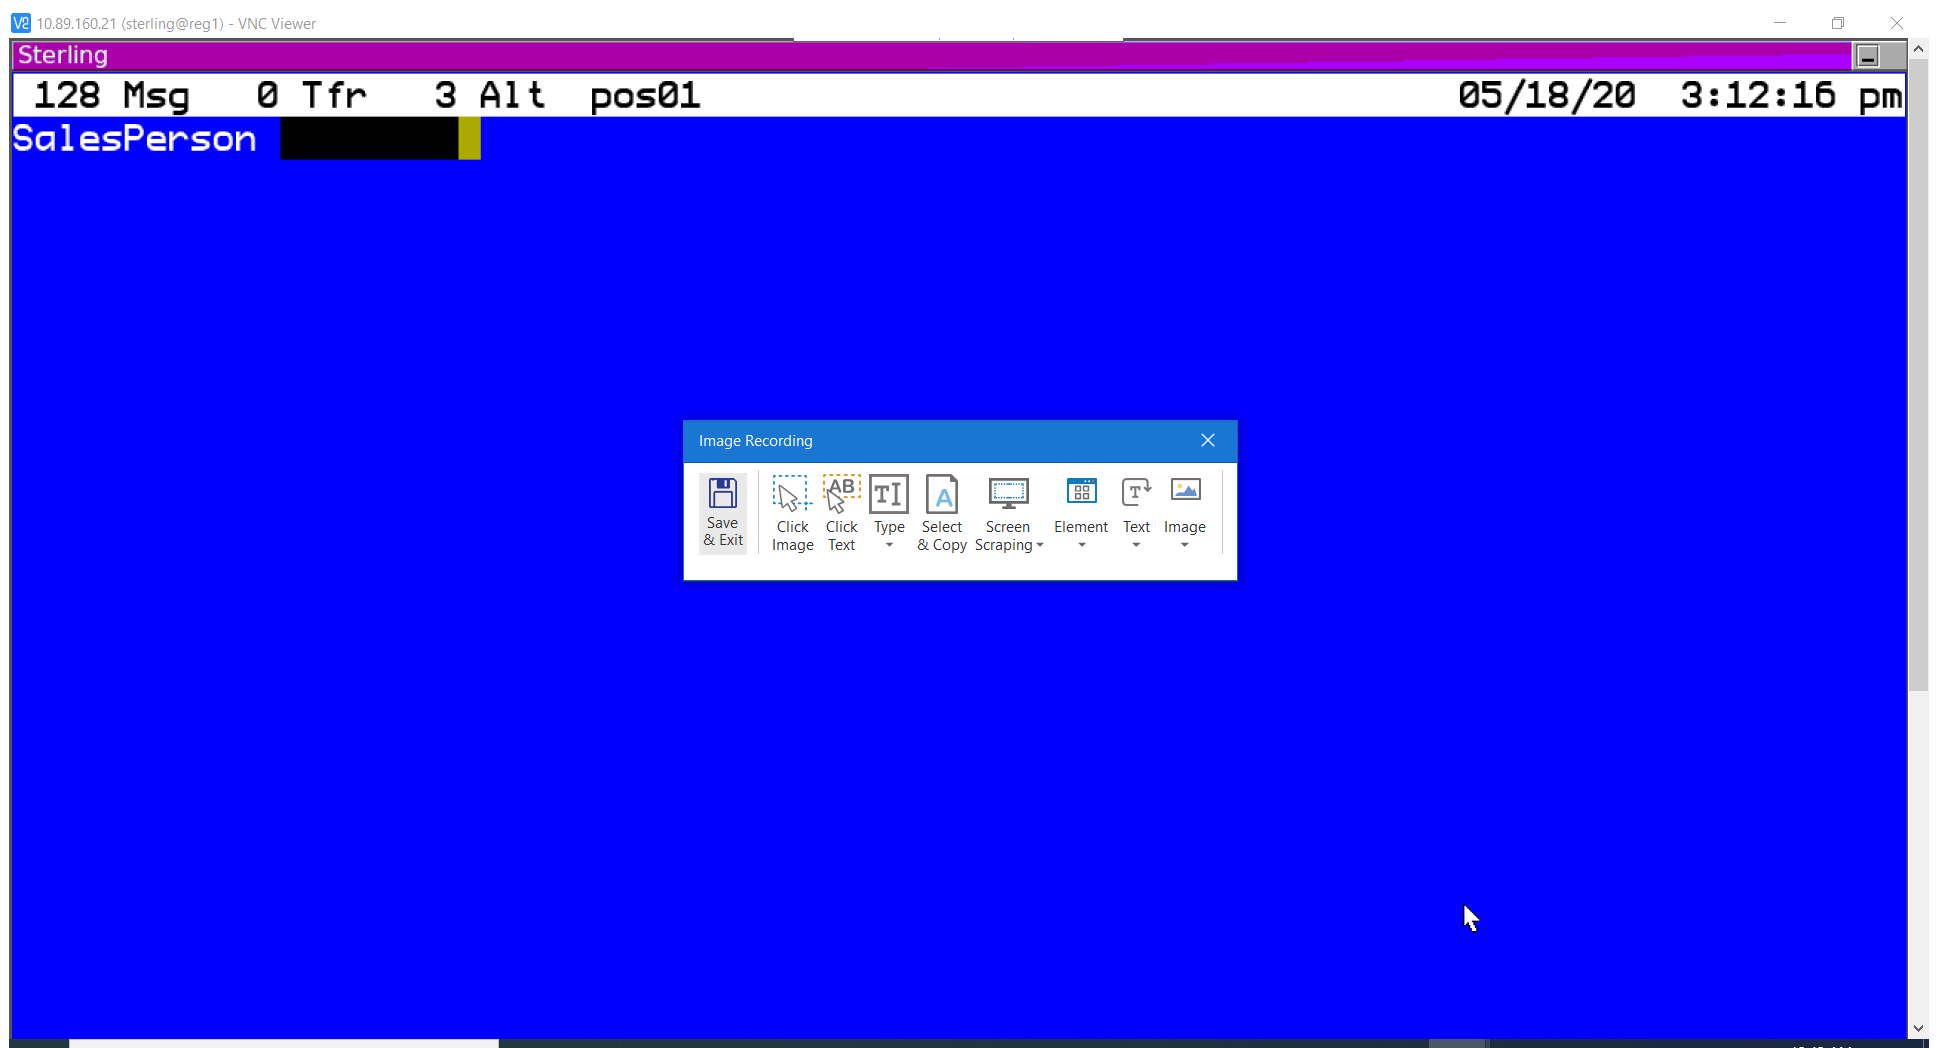 10.89.160.21 (sterling@reg1) - VNC Viewer
Sterling
128 Msg 0 Tfr 3 Alt pos01 05/18/20 3:12:16 pm
SalesPerson
Image Recording
Save & Exit
Click Image
Click Text
Type
Select & Copy
Screen Scraping
Element
Text
Image